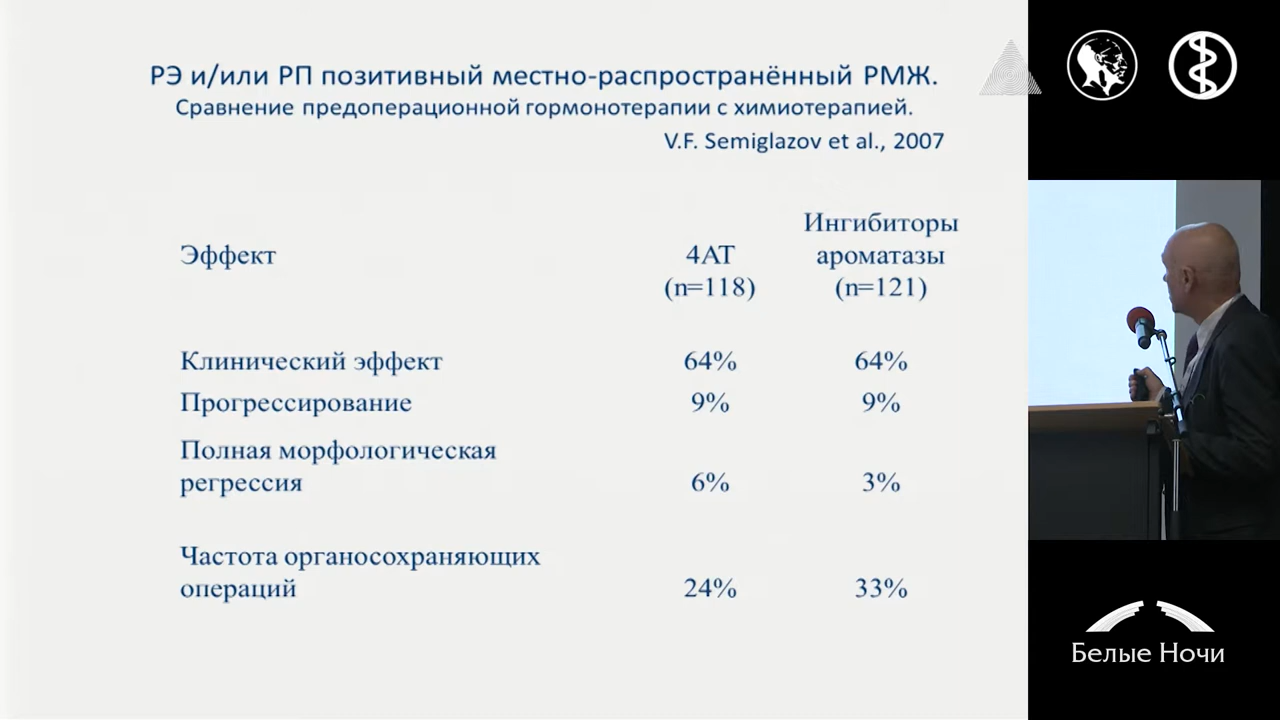 РЭ и/или РП позитивный местно-распространённый РМЖ.
Сравнение предоперационной гормонотерапии с химиотерапией.
V.F. Semiglazov et al., 2007
Эффект
4АТ
(n=118)
Ингибиторы
ароматазы
(n=121)
Клинический эффект 64% 64%
Прогрессирование 9% 9%
Полная морфологическая
регрессия 6% 3%
Частота органосохраняющих
операций 24% 33%
Белые Ночи